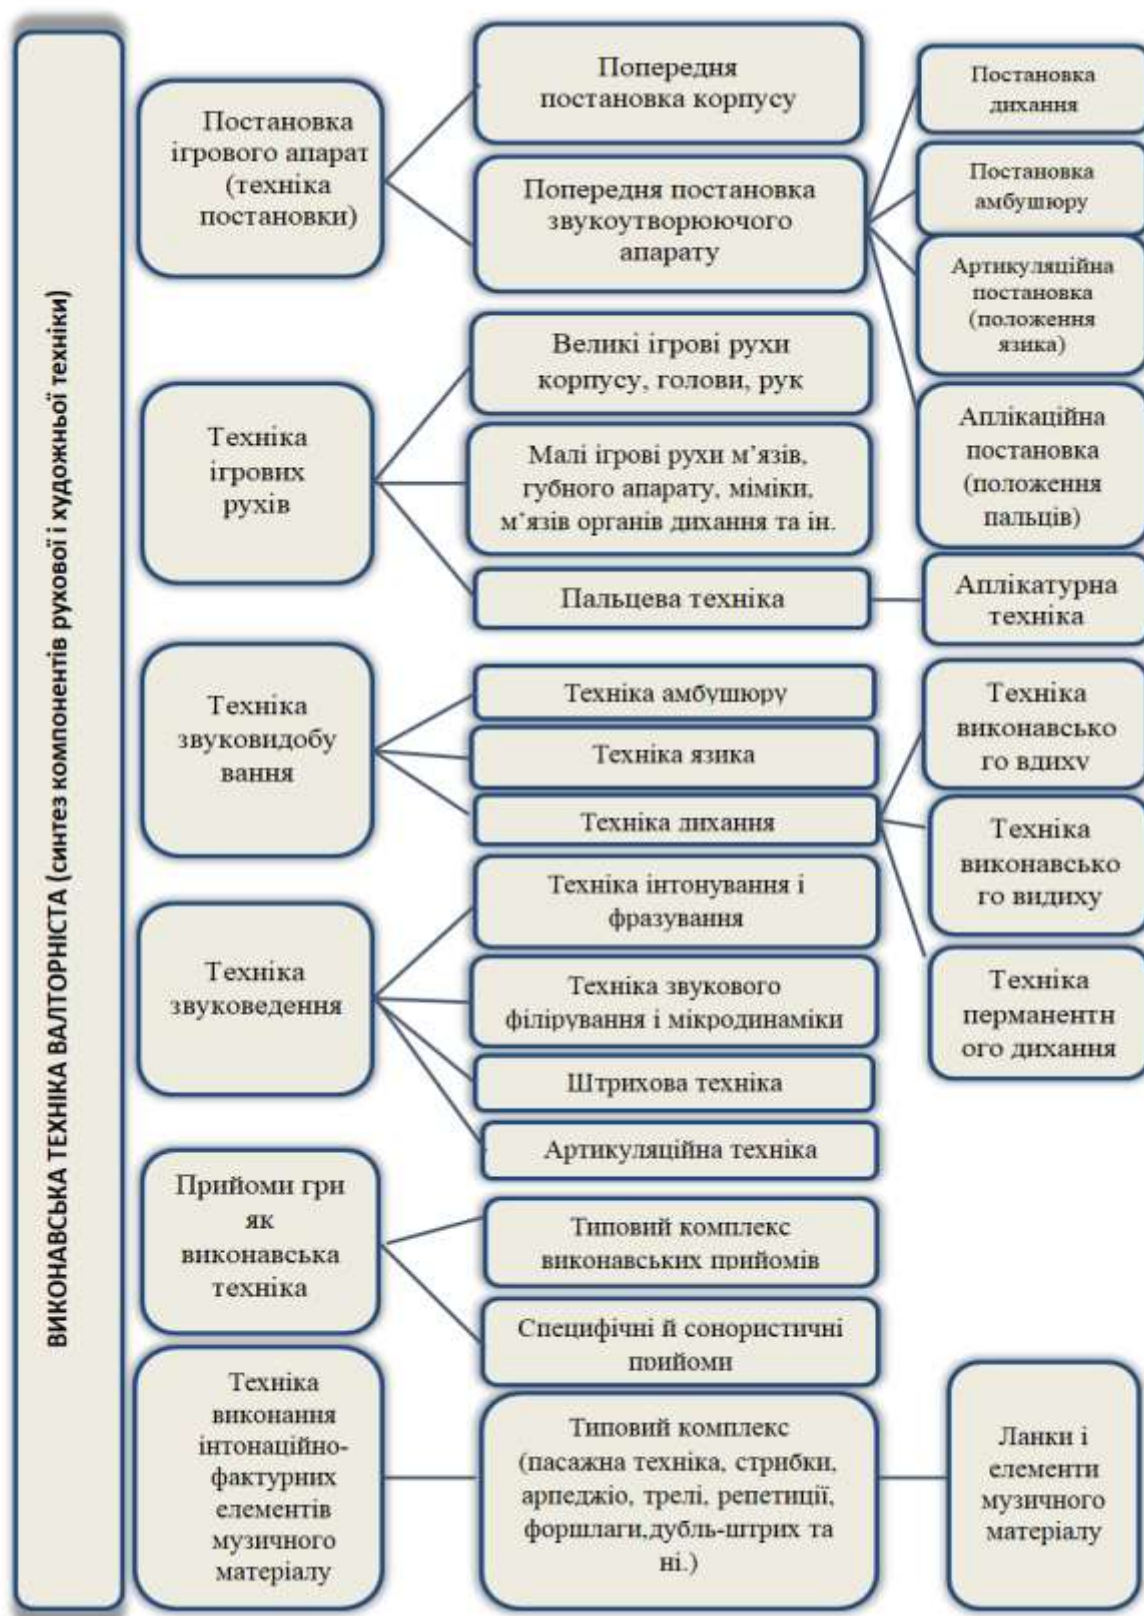 ВИКОНАВСЬКА ТЕХНІКА ВАЛТОРНІСТА (синтез компонентів рухової і художньої техніки)
Постановка
ігрового апарат
(техніка
постановки)
Попередня
постановка корпусу
Попередня постановка
звукоутворюючого
апарату
Постановка
дихання
Постановка
амбушюру
Артикуляційна
постановка
(положення
язика)
Аплікаційна
постановка
(положення
пальців)
Техніка
ігрових
рухів
Великі ігрові рухи
корпусу, голови, рук
Малі ігрові рухи м’язів,
губного апарату, міміки,
м’язів органів дихання та ін.
Пальцева техніка
Аплікатурна
техніка
Техніка
звуковидобу
вання
Техніка амбушюру
Техніка язика
Техніка дихання
Техніка
виконавсько
го вдиху
Техніка
виконавсько
го видиху
Техніка
перманентн
ого дихання
Техніка
звуковедення
Техніка інтонування і
фразування
Техніка звукового
філірування і мікродинаміки
Штрихова техніка
Артикуляційна техніка
Прийоми гри
як
виконавська
техніка
Типовий комплекс
виконавських прийомів
Специфічні й сонористичні
прийоми
Техніка
виконання
інтонаційно-
фактурних
елементів
музичного
матеріалу
Типовий комплекс
(пасажна техніка, стрибки,
арпеджіо, трелі, репетиції,
форшлаги,дубль-штрих та
ні.)
Ланки і
елементи
музичного
матеріалу